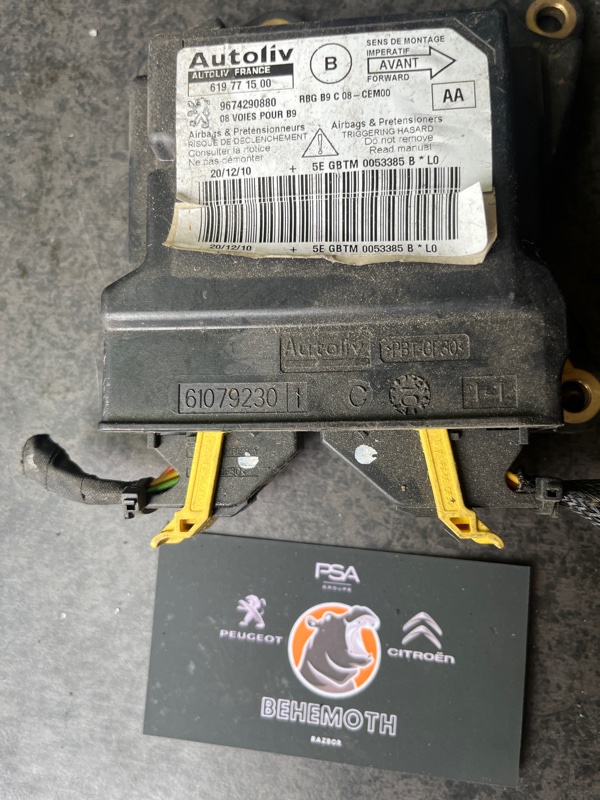 Autoliv
AUTOLIV FRANCE
619 77 15 00
9674290880
08 VOIES POUR B9
B
SENS DE MONTAGE
IMPERATIF
AVANT
FORWARD
RBG B9 C 08-CEM00
AA
Airbags & Pretensionneurs
RISQUE DE DECLENCHEMENT
Consulter la notice
Ne pas démonter
Airbags & Pretensioners
TRIGGERING HASARD
Do not remove
Read manual
20/12/10 + 5E GBTM 0053385 B * L0
20/12/10 + 5E GBTM 0053385 B * L0
Autoliv
>PBT-GF30<
61079230 1
C
1-1
PSA
GROUPE
PEUGEOT
CITROËN
BEHEMOTH
RAZBOR